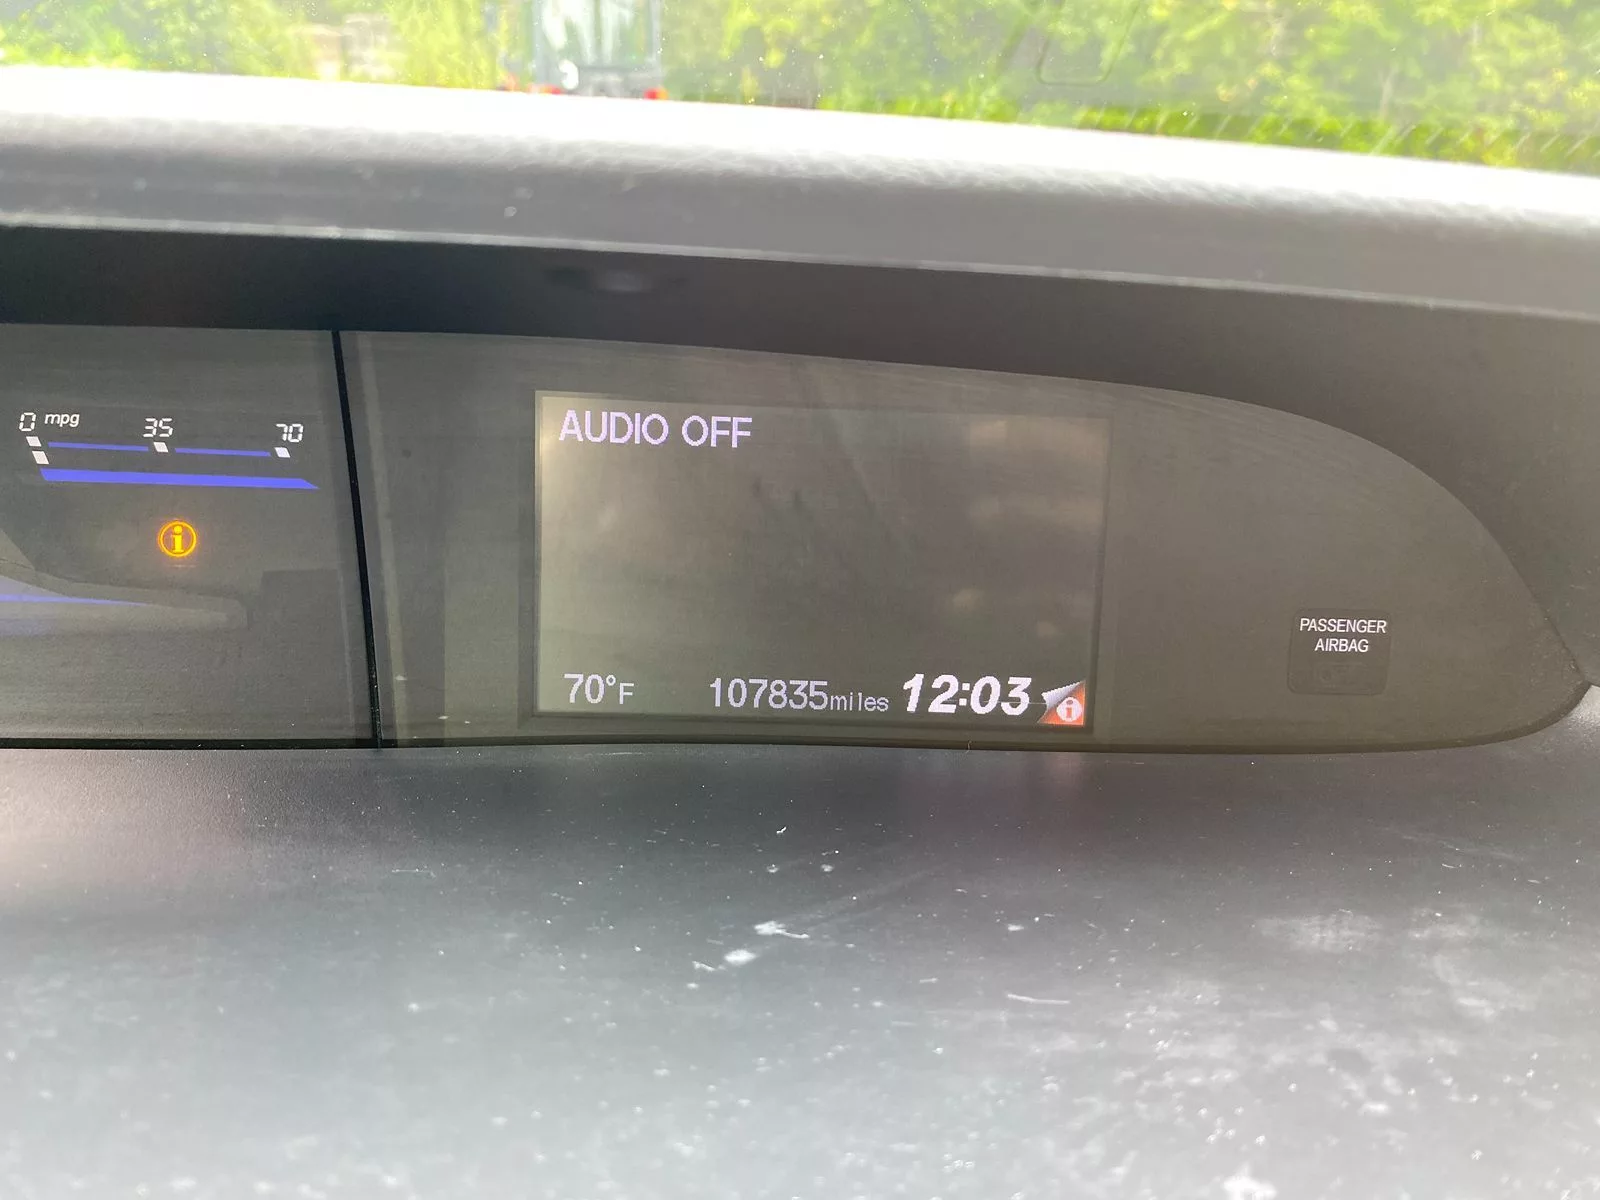 0 mpg 35 70
i
AUDIO OFF
70°F 107835miles 12:03 i
PASSENGER
AIRBAG